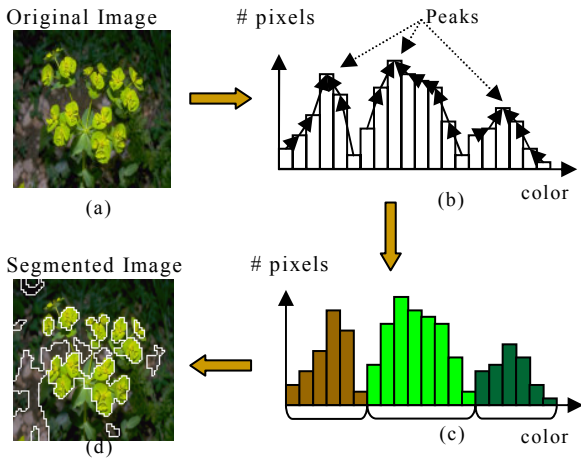 Original Image
# pixels
Peaks
color
(a)
(b)
Segmented Image
# pixels
(d)
(c)
color